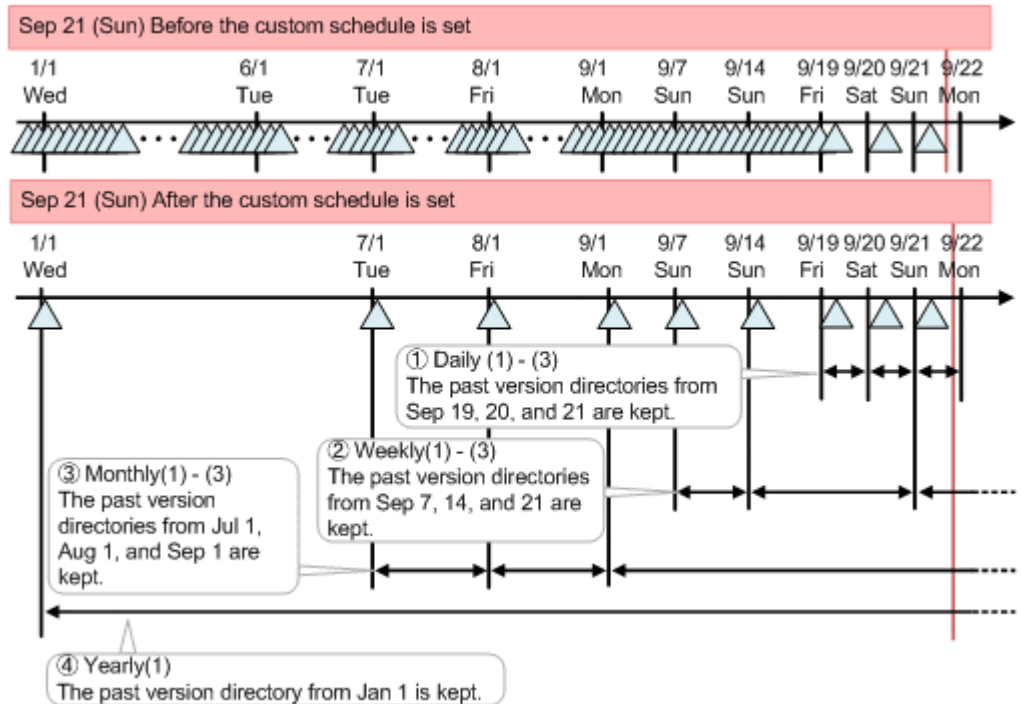 Sep 21 (Sun) Before the custom schedule is set
1/1 6/1 7/1 8/1 9/1 9/7 9/14 9/19 9/20 9/21 9/22
Wed Tue Tue Fri Mon Sun Sun Fri Sat Sun Mon
Sep 21 (Sun) After the custom schedule is set
1/1 7/1 8/1 9/1 9/7 9/14 9/19 9/20 9/21 9/22
Wed Tue Fri Mon Sun Sun Fri Sat Sun Mon
① Daily (1) - (3)
The past version directories from
Sep 19, 20, and 21 are kept.
② Weekly(1) - (3)
The past version directories
from Sep 7, 14, and 21 are
kept.
③ Monthly(1) - (3)
The past version
directories from Jul 1,
Aug 1, and Sep 1 are
kept.
④ Yearly(1)
The past version directory from Jan 1 is kept.